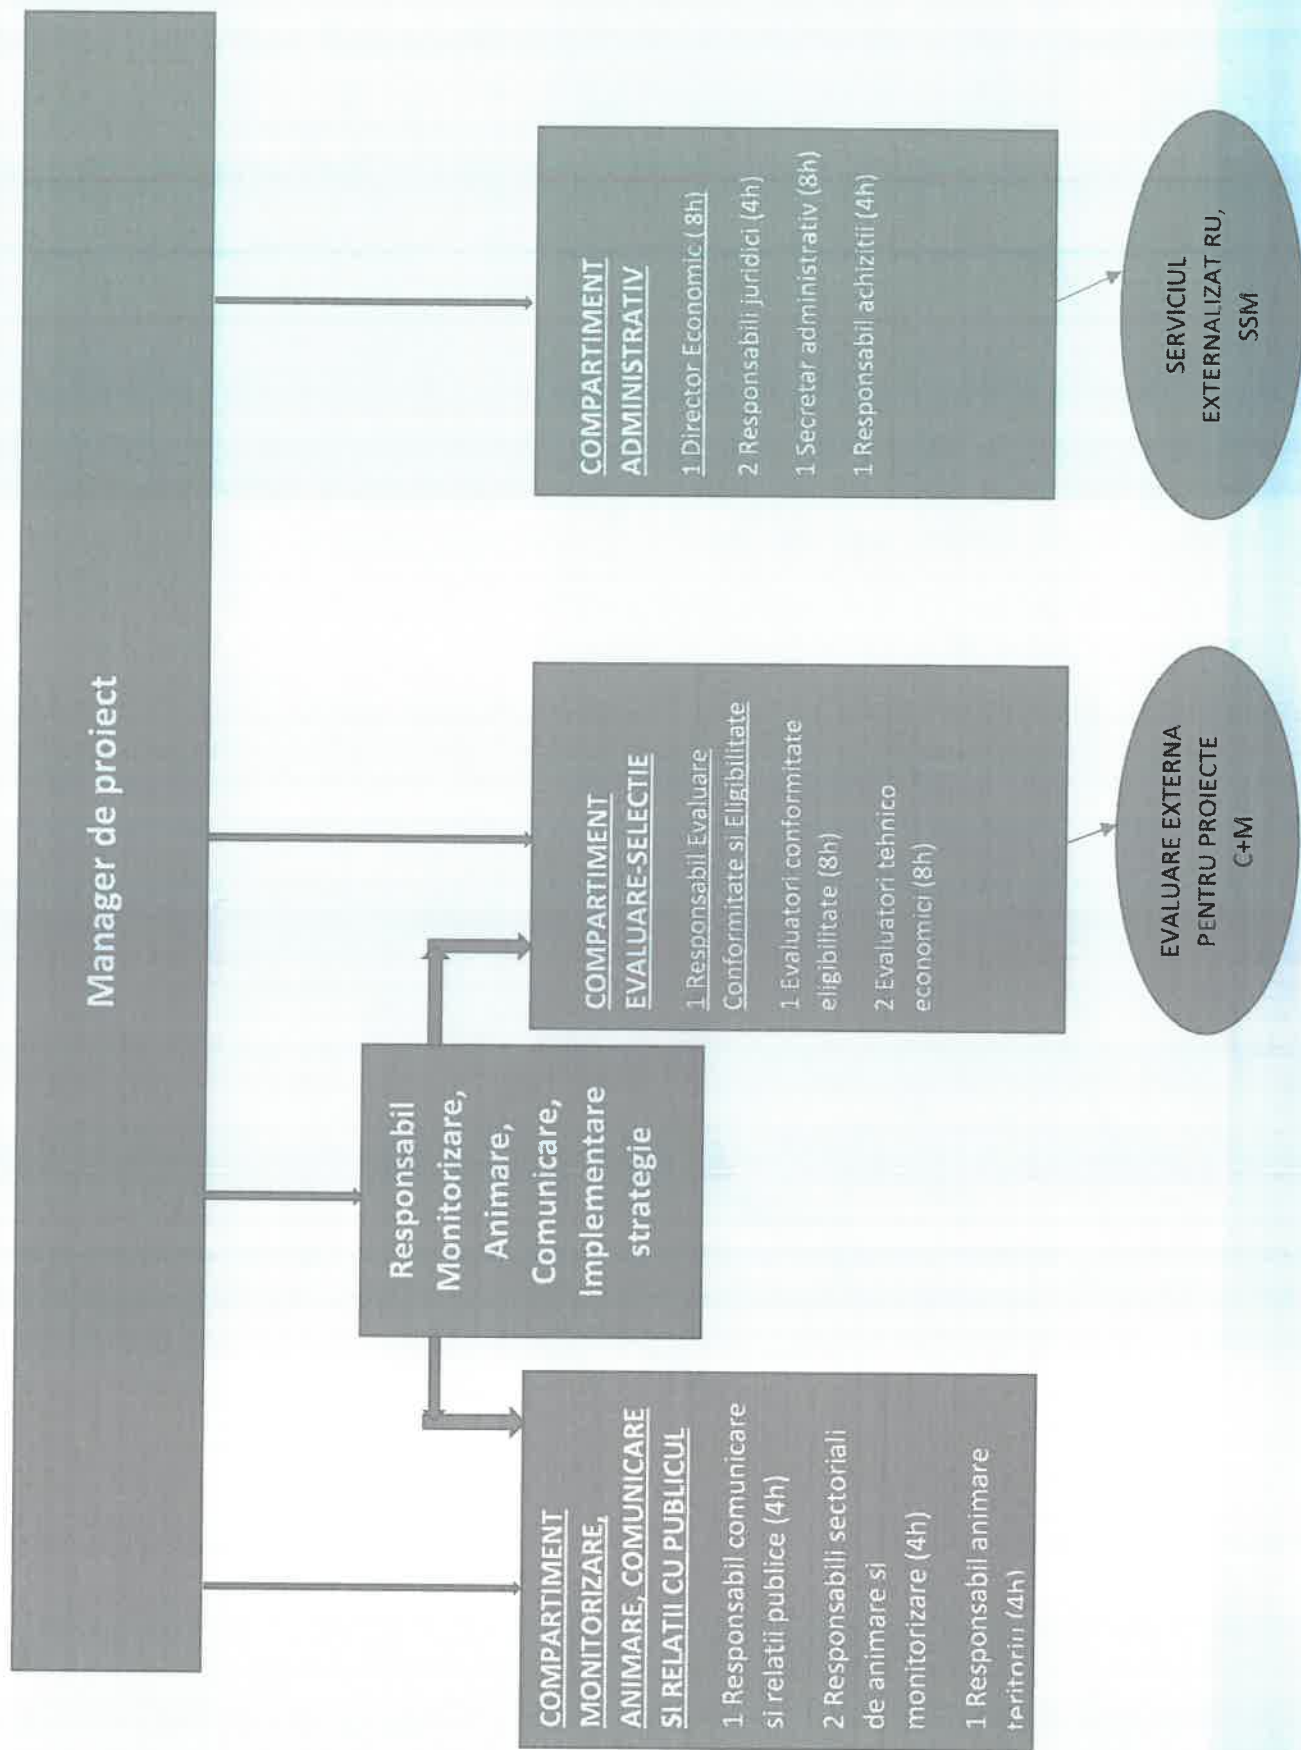 Manager de proiect
Responsabil
Monitorizare,
Animare,
Comunicare,
Implementare
strategie
COMPARTIMENT
MONITORIZARE,
ANIMARE, COMUNICARE
SI RELATII CU PUBLICUL
1 Responsabil comunicare
si relatii publice (4h)
2 Responsabili sectoriali
de animare si
monitorizare (4h)
1 Responsabil animare
teritoriu (4h)
COMPARTIMENT
EVALUARE-SELECTIE
1 Responsabil Evaluare
Conformitate si Eligibilitate
1 Evaluatori conformitate
eligibilitate (8h)
2 Evaluatori tehnico
economici (8h)
EVALUARE EXTERNA
PENTRU PROIECTE
C+M
COMPARTIMENT
ADMINISTRATIV
1 Director Economic ( 8h)
2 Responsabili juridici (4h)
1 Secretar administrativ (8h)
1 Responsabil achizitii (4h)
SERVICIUL
EXTERNALIZAT RU,
SSM